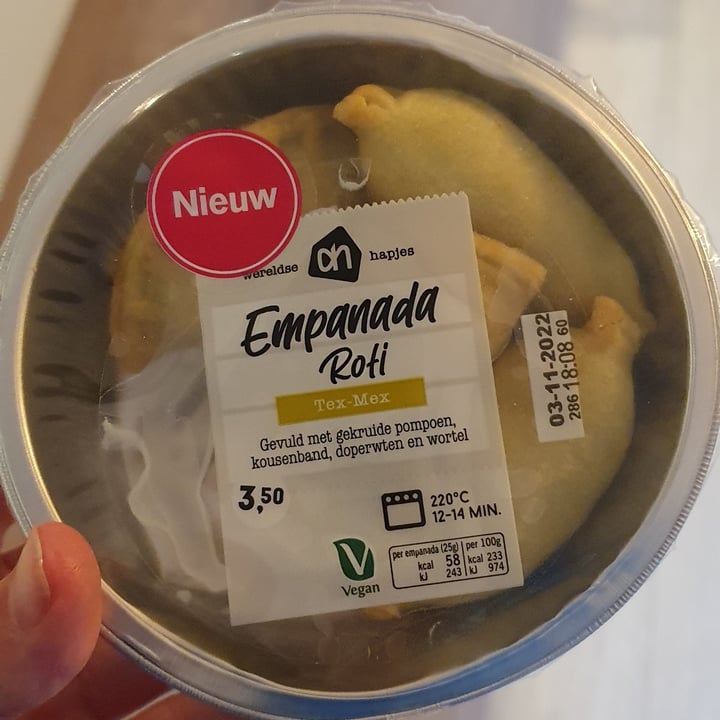 Nieuw
wereldse ah hapjes
Empanada
Roti
Tex-Mex
Gevuld met gekruide pompoen,
kousenband, doperwten en wortel
3,50
220°C
12-14 MIN.
V
Vegan
per empanada (25g) per 100g
kcal 58 kcal 233
kJ 243 kJ 974
03-11-2022
286 18:08 60